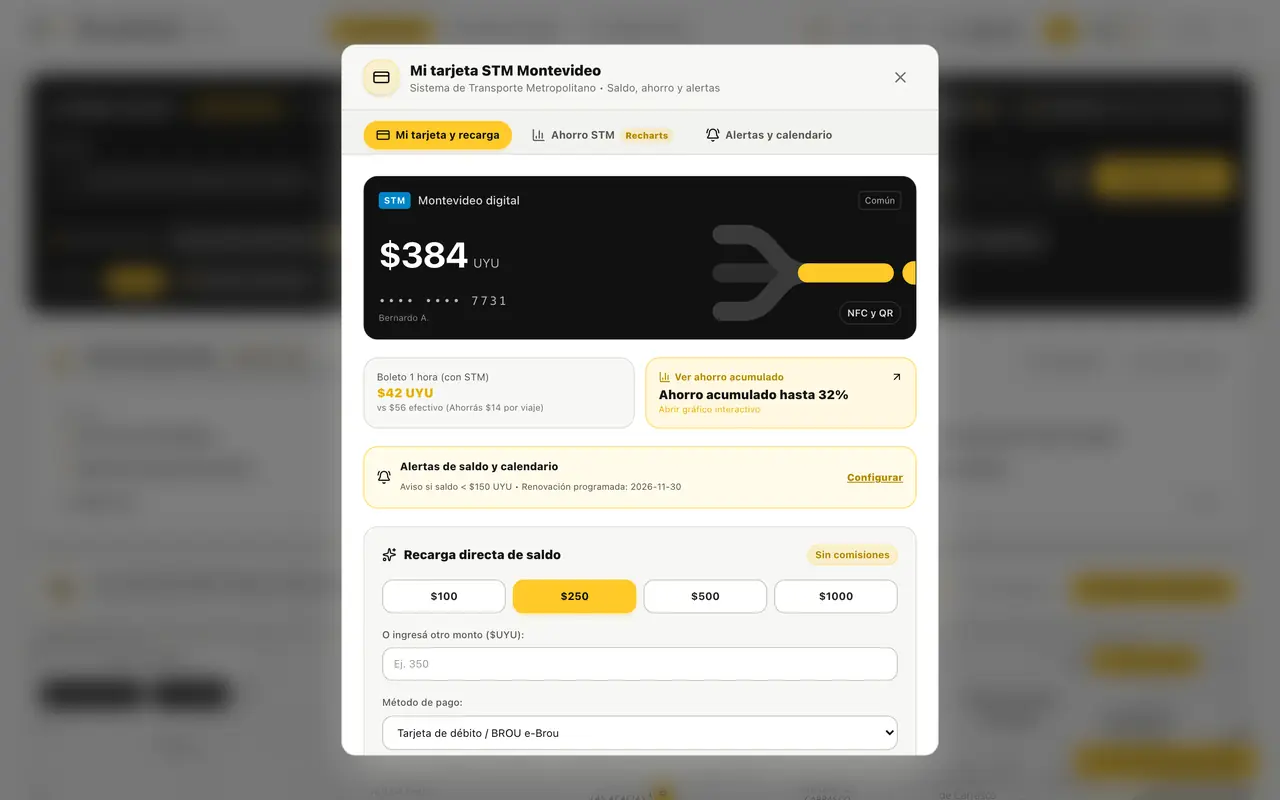 Mi tarjeta STM Montevideo
Sistema de Transporte Metropolitano • Saldo, ahorro y alertas
Mi tarjeta y recarga
Ahorro STM Recharts
Alertas y calendario
STM Montevideo digital
Común
$384 UYU
•••• •••• 7731
Bernardo A.
NFC y QR
Boleto 1 hora (con STM)
$42 UYU
vs $56 efectivo (Ahorrás $14 por viaje)
Ver ahorro acumulado
Ahorro acumulado hasta 32%
Abrir gráfico interactivo
Alertas de saldo y calendario
Aviso si saldo < $150 UYU • Renovación programada: 2026-11-30
Configurar
Recarga directa de saldo
Sin comisiones
$100
$250
$500
$1000
O ingresá otro monto ($UYU):
Ej. 350
Método de pago:
Tarjeta de débito / BROU e-Brou